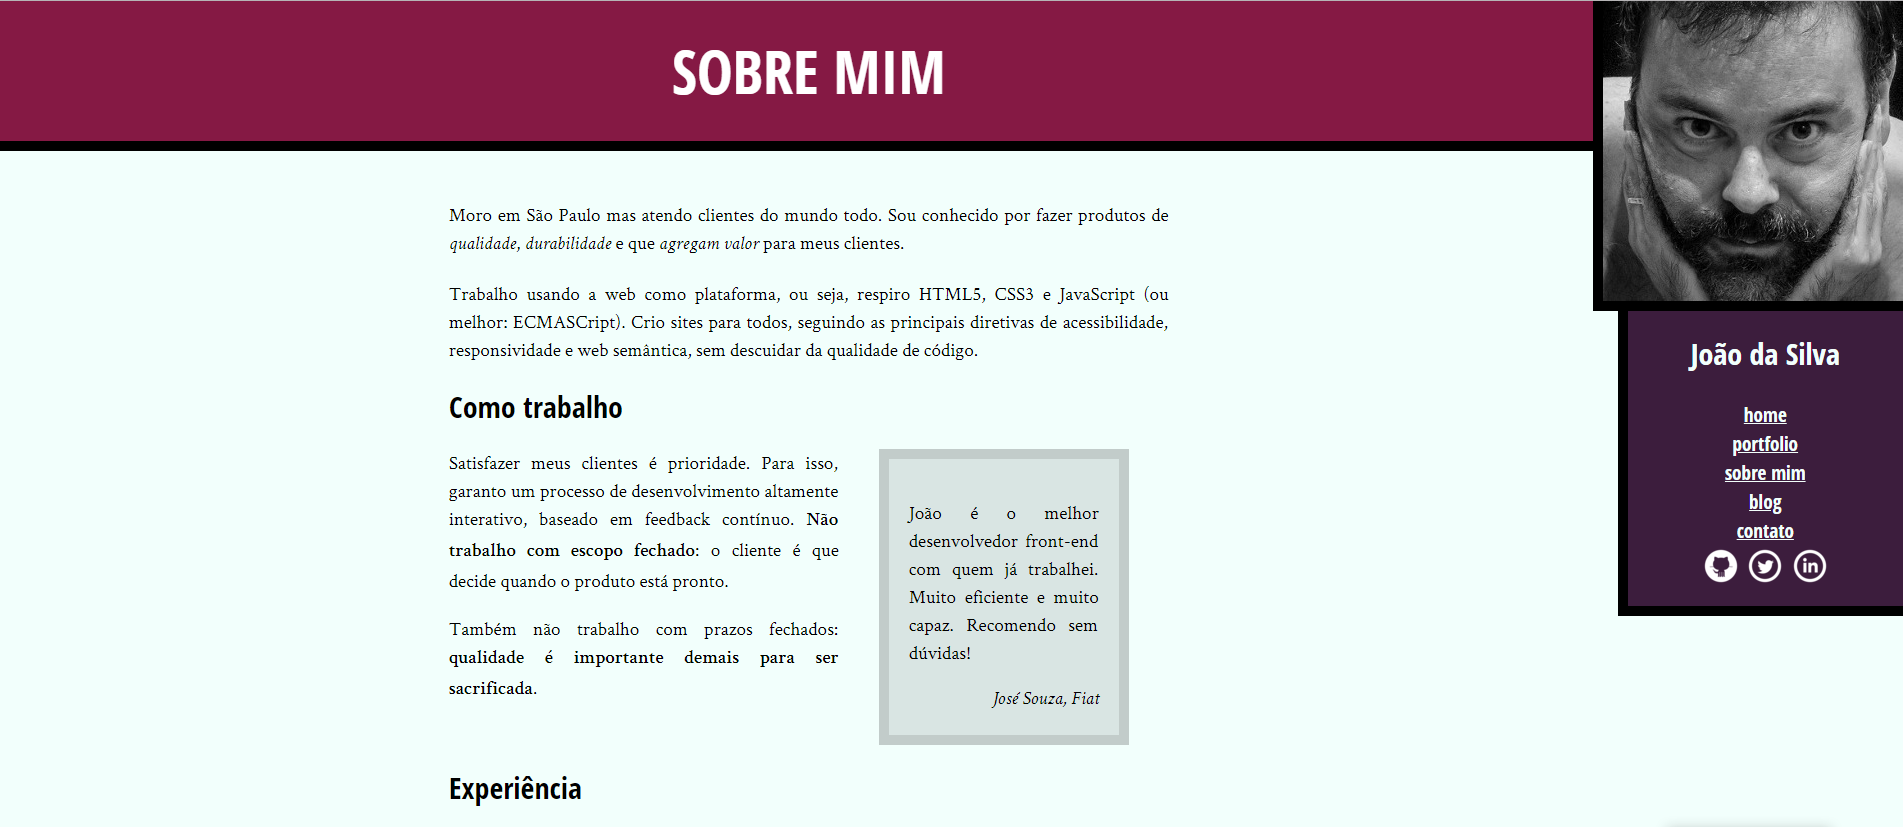 SOBRE MIM
Moro em São Paulo mas atendo clientes do mundo todo. Sou conhecido por fazer produtos de
qualidade, durabilidade e que agregam valor para meus clientes.
Trabalho usando a web como plataforma, ou seja, respiro HTML5, CSS3 e JavaScript (ou
melhor: ECMASCript). Crio sites para todos, seguindo as principais diretivas de acessibilidade,
responsividade e web semântica, sem descuidar da qualidade de código.
Como trabalho
Satisfazer meus clientes é prioridade. Para isso,
garanto um processo de desenvolvimento altamente
interativo, baseado em feedback contínuo. Não
trabalho com escopo fechado: o cliente é que
decide quando o produto está pronto.
Também não trabalho com prazos fechados:
qualidade é importante demais para ser
sacrificada.
João é o melhor
desenvolvedor front-end
com quem já trabalhei.
Muito eficiente e muito
capaz. Recomendo sem
dúvidas!
José Souza, Fiat
Experiência
João da Silva
home
portfolio
sobre mim
blog
contato
in